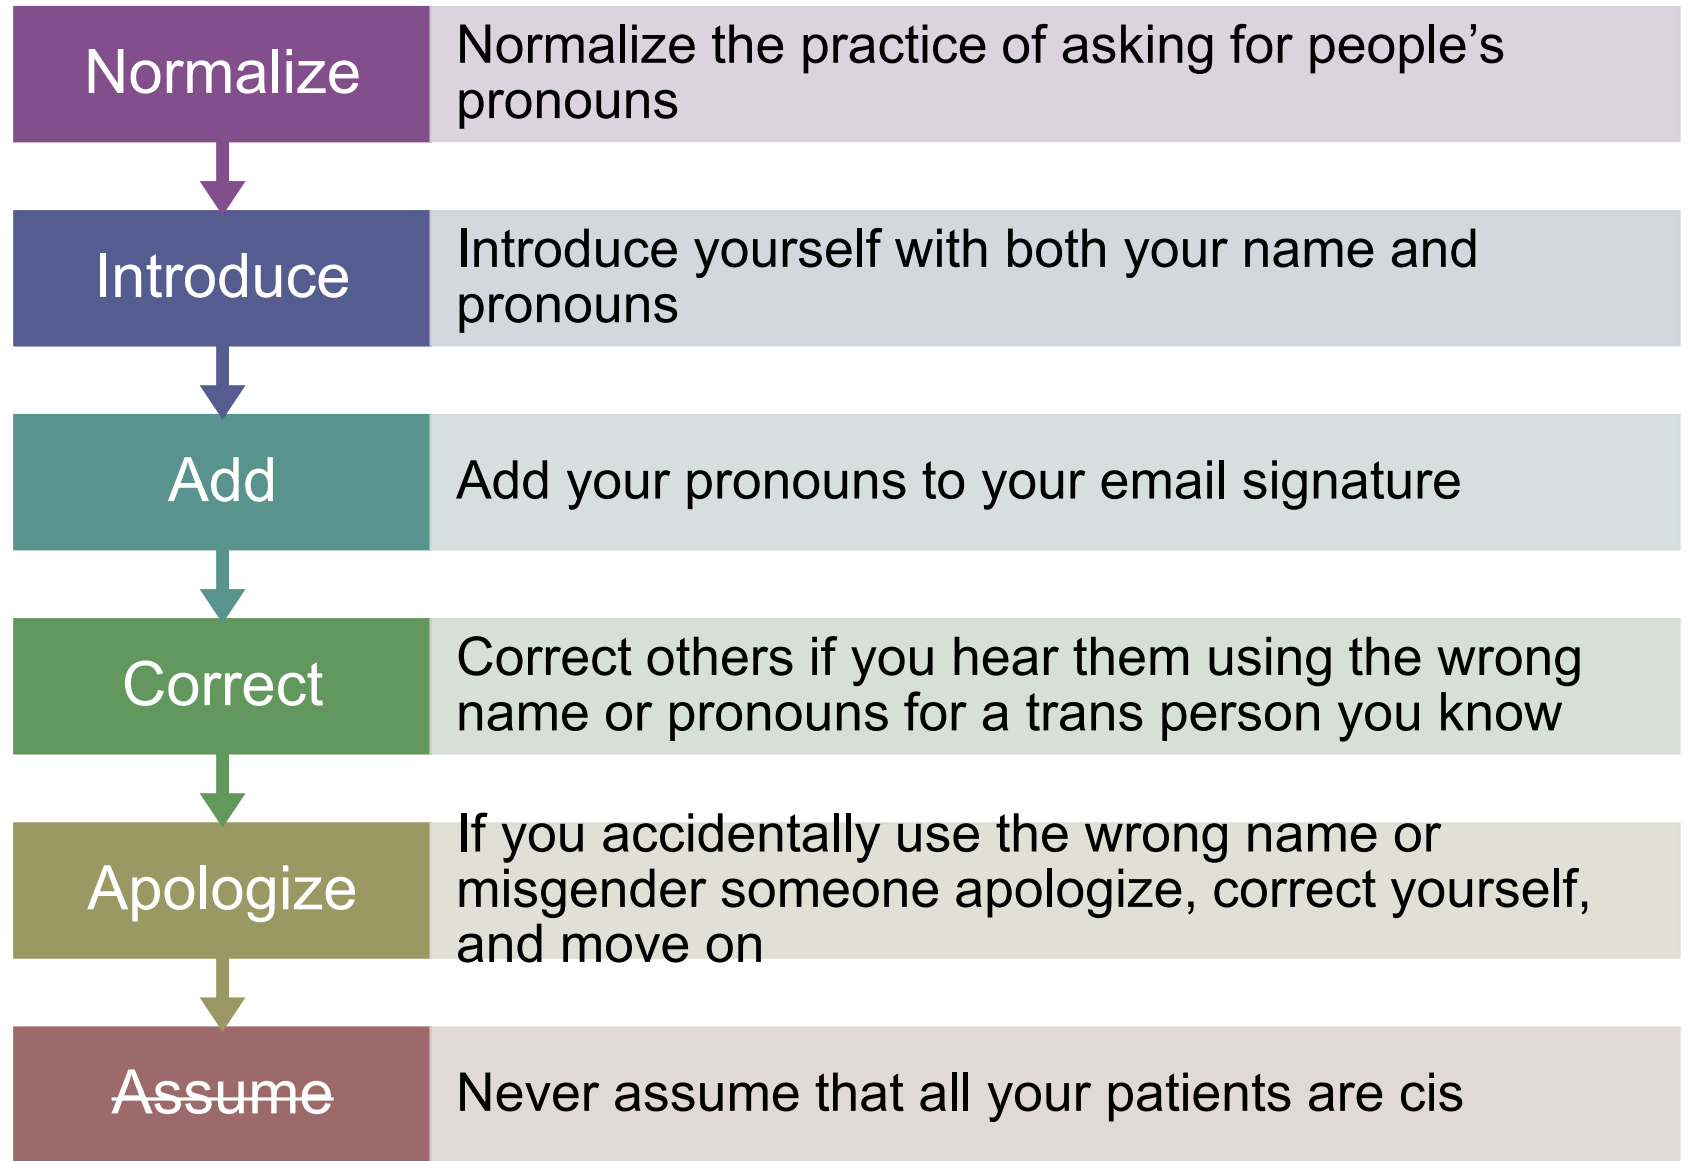 Normalize
Normalize the practice of asking for people’s
pronouns
Introduce
Introduce yourself with both your name and
pronouns
Add
Add your pronouns to your email signature
Correct
Correct others if you hear them using the wrong
name or pronouns for a trans person you know
Apologize
If you accidentally use the wrong name or
misgender someone apologize, correct yourself,
and move on
Assume
Never assume that all your patients are cis